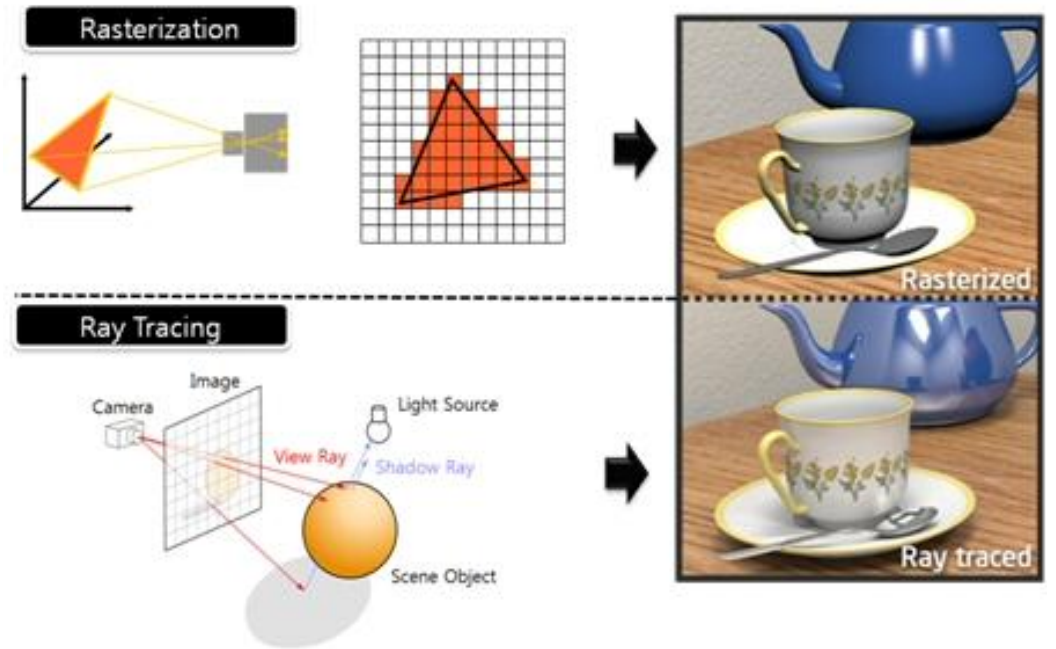 Rasterization
Rasterized
Ray Tracing
Image
Camera
Light Source
View Ray
Shadow Ray
Scene Object
Ray traced